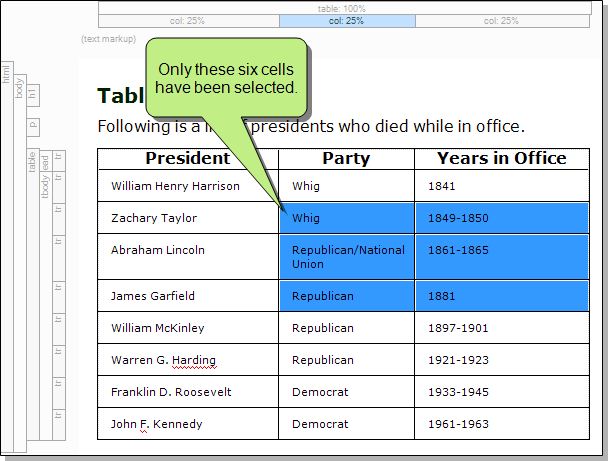 table: 100%
col: 25% col: 25% col: 25%
(text markup)
Only these six cells
have been selected.
html
body
h1
Tabl
p
Following is a li presidents who died while in office.
table
tbody ead
tr
President Party Years in Office
tr
William Henry Harrison Whig 1841
tr
Zachary Taylor Whig 1849-1850
tr
Abraham Lincoln Republican/National 1861-1865
Union
tr
James Garfield Republican 1881
tr
William McKinley Republican 1897-1901
tr
Warren G. Harding Republican 1921-1923
tr
Franklin D. Roosevelt Democrat 1933-1945
tr
John F. Kennedy Democrat 1961-1963